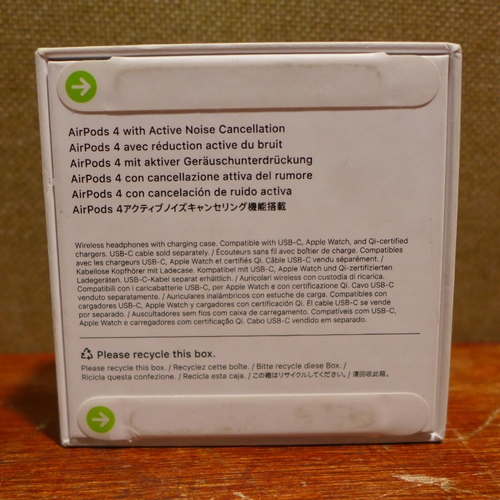 AirPods 4 with Active Noise Cancellation
AirPods 4 avec réduction active du bruit
AirPods 4 mit aktiver Geräuschunterdrückung
AirPods 4 con cancellazione attiva del rumore
AirPods 4 con cancelación de ruido activa
AirPods 4アクティブノイズキャンセリング機能搭載
Wireless headphones with charging case. Compatible with USB-C, Apple Watch, and Qi-certified
chargers. USB-C cable sold separately. / Écouteurs sans fil avec boîtier de charge. Compatibles
avec les chargeurs USB-C, Apple Watch et certifiés Qi. Câble USB-C vendu séparément. /
Kabellose Kopfhörer mit Ladecase. Kompatibel mit USB-C, Apple Watch und Qi-zertifizierten
Ladegeräten. USB-C-Kabel separat erhältlich. / Auricolari wireless con custodia di ricarica.
Compatibili con i caricabatterie USB-C, per Apple Watch e con certificazione Qi. Cavo USB-C
venduto separatamente. / Auriculares inalámbricos con estuche de carga. Compatibles con
cargadores USB-C, Apple Watch y cargadores con certificación Qi. El cable USB-C se vende
por separado. / Auscultadores sem fios com caixa de carregamento. Compatíveis com USB-C,
Apple Watch e carregadores com certificação Qi. Cabo USB-C vendido em separado.
Please recycle this box.
Please recycle this box. / Recyclez cette boîte. / Bitte recycle diese Box. /
Ricicla questa confezione. / Recicla esta caja. / この箱はリサイクルしてください。/ 請回收此箱。